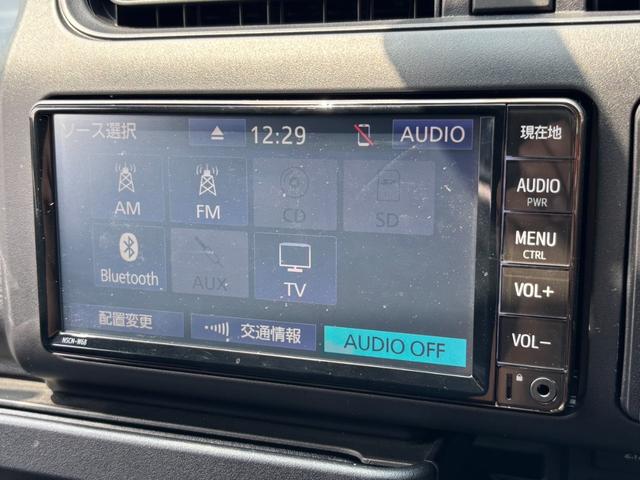 ソース選択
12:29
AUDIO
AM
FM
CD
SD
Bluetooth
AUX
TV
配置変更
交通情報
AUDIO OFF
NSCN-W68
現在地
AUDIO
PWR
MENU
CTRL
VOL+
VOL-